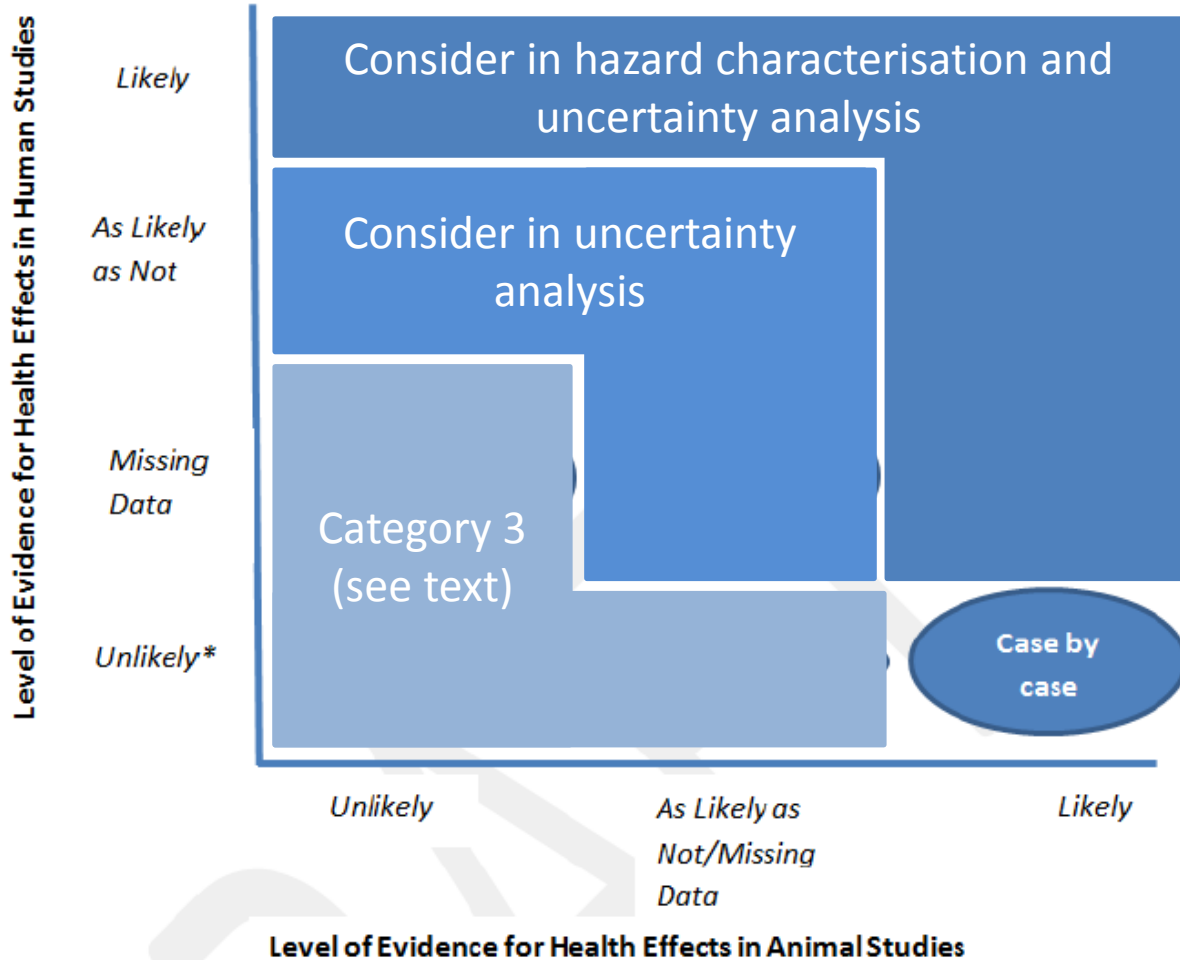 Level of Evidence for Health Effects in Human Studies
Likely
Consider in hazard characterisation and
uncertainty analysis
As Likely
as Not
Consider in uncertainty
analysis
Missing
Data
Category 3
(see text)
Unlikely*
Case by
case
Unlikely
As Likely as
Not/Missing
Data
Likely
Level of Evidence for Health Effects in Animal Studies